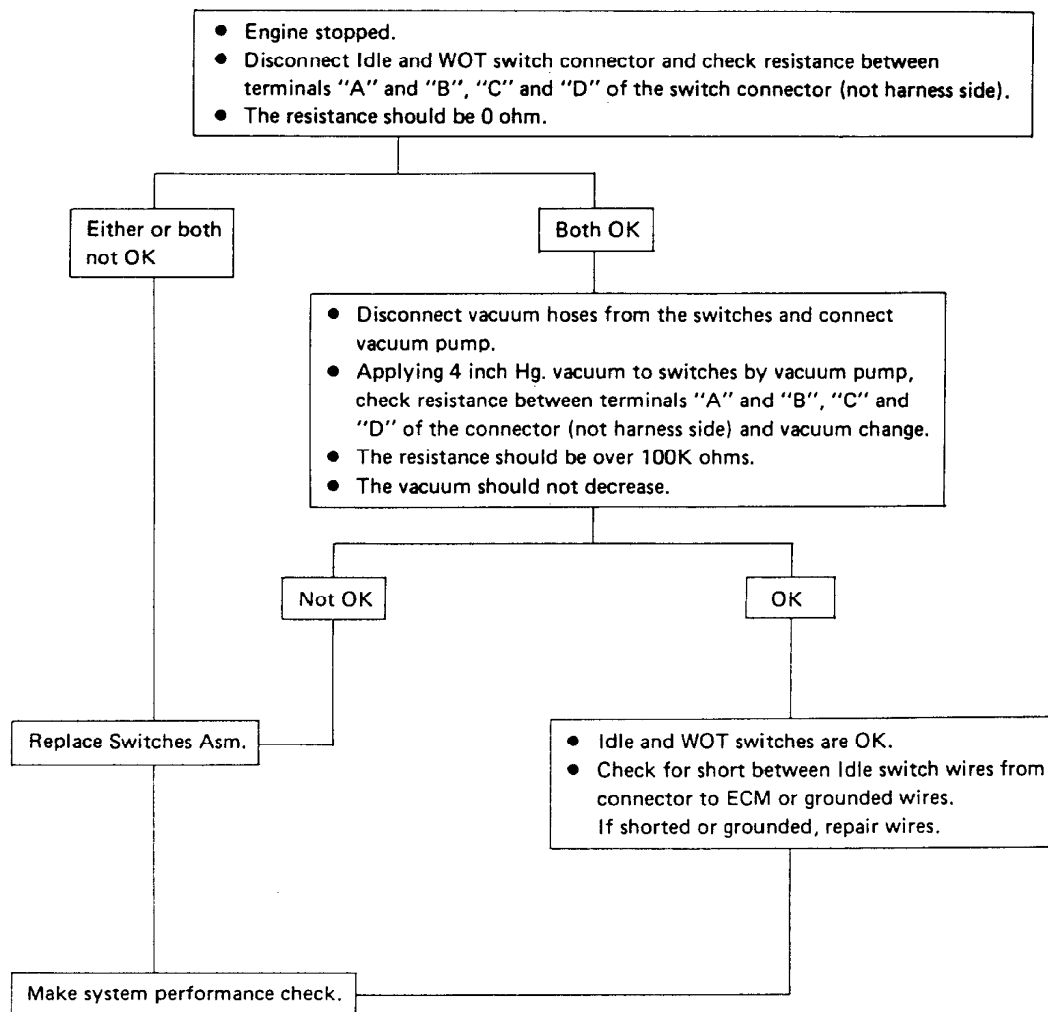 ● Engine stopped.
● Disconnect Idle and WOT switch connector and check resistance between
terminals "A" and "B", "C" and "D" of the switch connector (not harness side).
● The resistance should be 0 ohm.
Either or both
not OK
Both OK
● Disconnect vacuum hoses from the switches and connect
vacuum pump.
● Applying 4 inch Hg. vacuum to switches by vacuum pump,
check resistance between terminals "A" and "B", "C" and
"D" of the connector (not harness side) and vacuum change.
● The resistance should be over 100K ohms.
● The vacuum should not decrease.
Not OK
OK
Replace Switches Asm.
● Idle and WOT switches are OK.
● Check for short between Idle switch wires from
connector to ECM or grounded wires.
If shorted or grounded, repair wires.
Make system performance check.